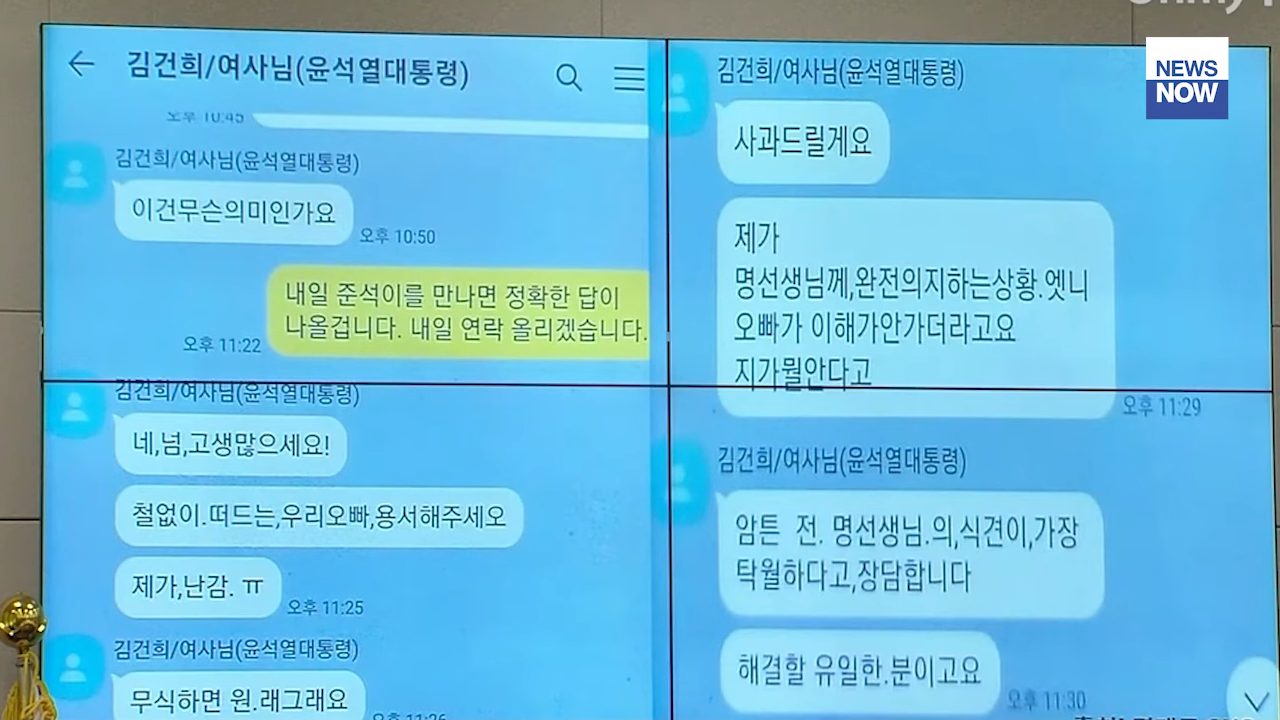 김건희/여사님(윤석열대통령)
오후 10:45
김건희/여사님(윤석열대통령)
이건무슨의미인가요
오후 10:50
내일 준석이를 만나면 정확한 답이
나올겁니다. 내일 연락 올리겠습니다.
오후 11:22
김건희/여사님(윤석열대통령)
네,넘,고생많으세요!
철없이.떠드는,우리오빠,용서해주세오
제가,난감. ㅠ
오후 11:25
김건희/여사님(윤석열대통령)
무식하면 원.래그래요
오후 11:26
김건희/여사님(윤석열대통령)
사과드릴게요
제가
명선생님께,완전의지하는상황.엣니
오빠가 이해가안가더라고요
지가뭘안다고
오후 11:29
김건희/여사님(윤석열대통령)
암튼 전. 명선생님.의,식견이,가장
탁월하다고,장담합니다
해결할 유일한.분이고요
오후 11:30
NEWS
NOW